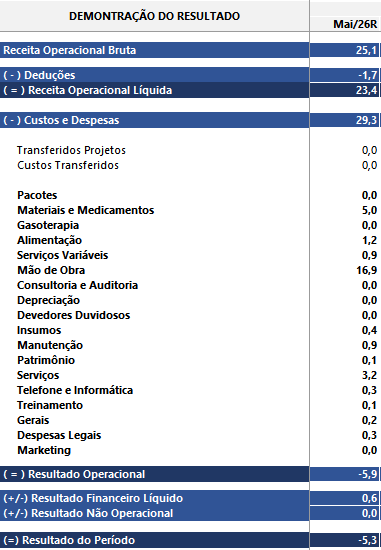 DEMONTRAÇÃO DO RESULTADO Mai/26R
Receita Operacional Bruta 25,1
( - ) Deduções -1,7
( = ) Receita Operacional Líquida 23,4
( - ) Custos e Despesas 29,3
Transferidos Projetos 0,0
Custos Transferidos 0,0
Pacotes 0,0
Materiais e Medicamentos 5,0
Gasoterapia 0,0
Alimentação 1,2
Serviços Variáveis 0,9
Mão de Obra 16,9
Consultoria e Auditoria 0,0
Depreciação 0,0
Devedores Duvidosos 0,0
Insumos 0,4
Manutenção 0,9
Patrimônio 0,1
Serviços 3,2
Telefone e Informática 0,3
Treinamento 0,1
Gerais 0,2
Despesas Legais 0,3
Marketing 0,0
( = ) Resultado Operacional -5,9
(+/-) Resultado Financeiro Líquido 0,6
(+/-) Resultado Não Operacional 0,0
(=) Resultado do Período -5,3